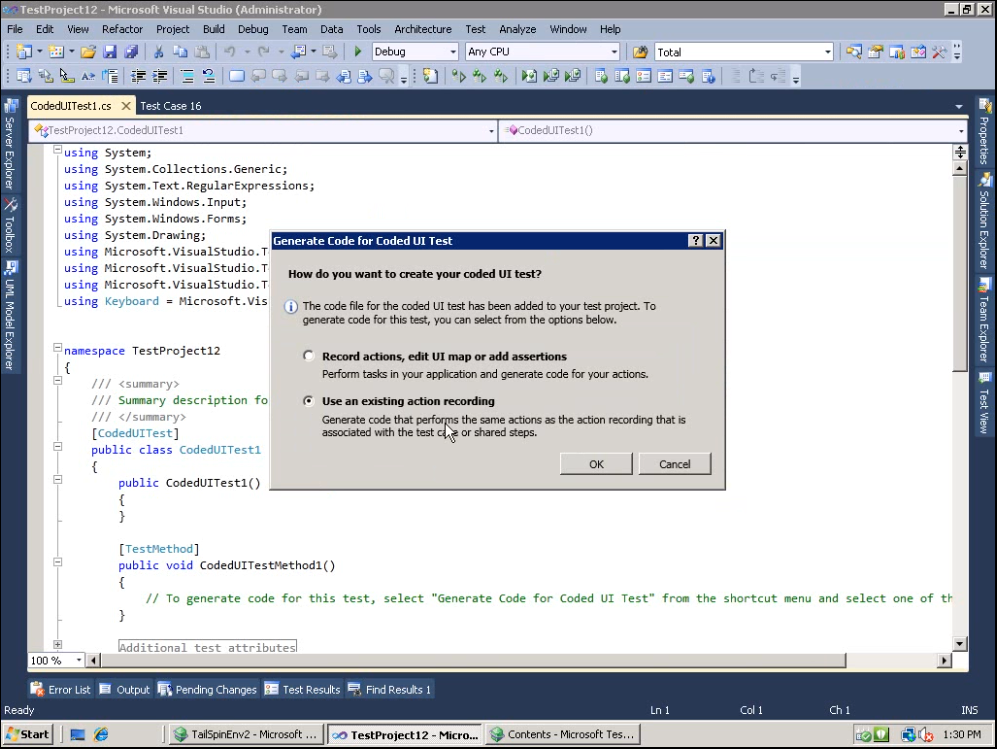 TestProject12 - Microsoft Visual Studio (Administrator)
File Edit View Refactor Project Build Debug Team Data Tools Architecture Test Analyze Window Help
Debug Any CPU Total
CodedUITest1.cs Test Case 16
TestProject12.CodedUITest1 CodedUITest1()
Server Explorer
Toolbox
UML Model Explorer
using System;
using System.Collections.Generic;
using System.Text.RegularExpressions;
using System.Windows.Input;
using System.Windows.Forms;
using System.Drawing;
using Microsoft.VisualStudio.T
using Microsoft.VisualStudio.T
using Microsoft.VisualStudio.T
using Keyboard = Microsoft.Vis
namespace TestProject12
{
/// <summary>
/// Summary description fo
/// </summary>
[CodedUITest]
public class CodedUITest1
{
public CodedUITest1()
{
}
[TestMethod]
public void CodedUITestMethod1()
{
// To generate code for this test, select "Generate Code for Coded UI Test" from the shortcut menu and select one of th
}
Additional test attributes
Generate Code for Coded UI Test
How do you want to create your coded UI test?
The code file for the coded UI test has been added to your test project. To
generate code for this test, you can select from the options below.
Record actions, edit UI map or add assertions
Perform tasks in your application and generate code for your actions.
Use an existing action recording
Generate code that performs the same actions as the action recording that is
associated with the test case or shared steps.
OK Cancel
Properties
Solution Explorer
Team Explorer
Test View
100 %
Error List Output Pending Changes Test Results Find Results 1
Ready Ln 1 Col 1 Ch 1 INS
Start TailSpinEnv2 - Microsoft ... TestProject12 - Micro... Contents - Microsoft Tes... 1:30 PM